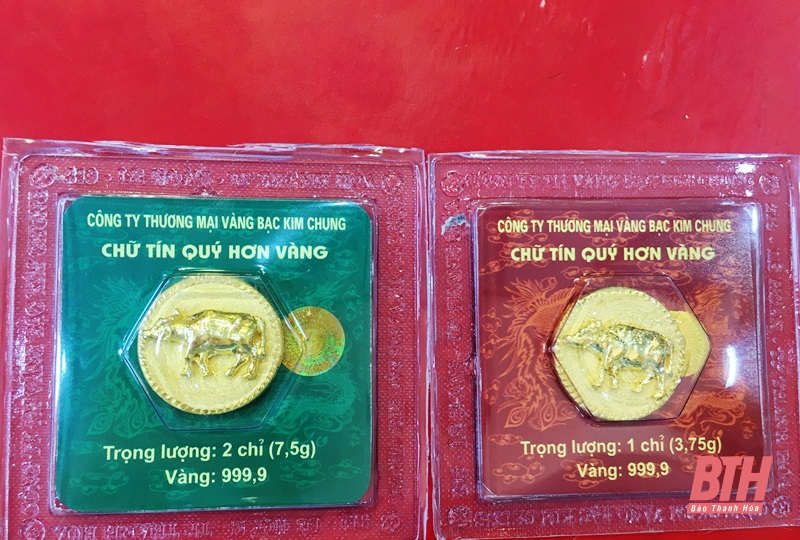 CÔNG TY THƯƠNG MẠI VÀNG BẠC KIM CHUNG
CHỮ TÍN QUÝ HƠN VÀNG
Trọng lượng: 2 chỉ (7,5g)
Vàng: 999,9
CÔNG TY THƯƠNG MẠI VÀNG BẠC KIM CHUNG
CHỮ TÍN QUÝ HƠN VÀNG
Trọng lượng: 1 chỉ (3,75g)
Vàng: 999,9
BTH
Báo Thanh Hóa